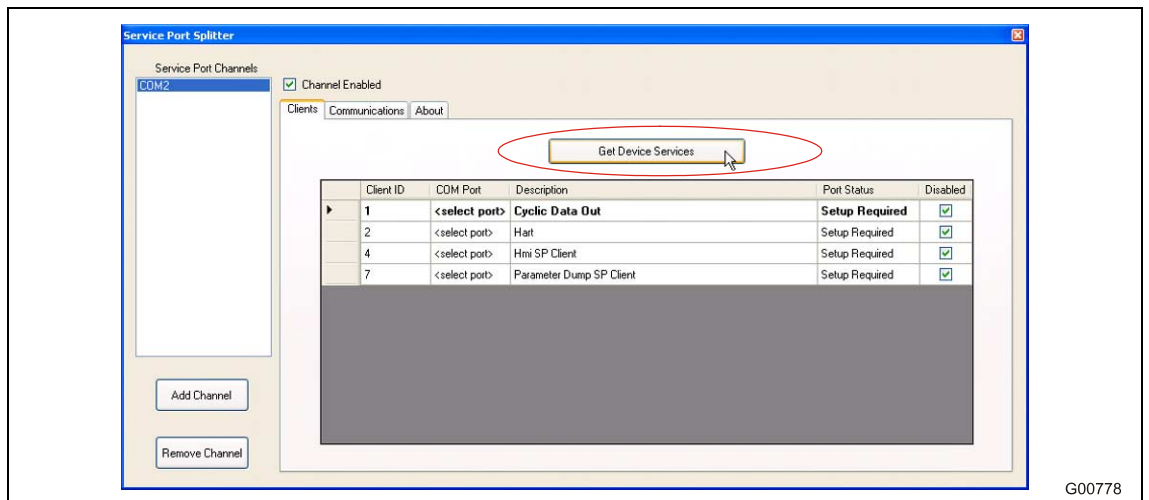 Service Port Splitter
Service Port Channels
COM2
Channel Enabled
Clients Communications About
Get Device Services
Client ID COM Port Description Port Status Disabled
1 <select port> Cyclic Data Out Setup Required
2 <select port> Hart Setup Required
4 <select port> Hmi SP Client Setup Required
7 <select port> Parameter Dump SP Client Setup Required
Add Channel
Remove Channel
G00778